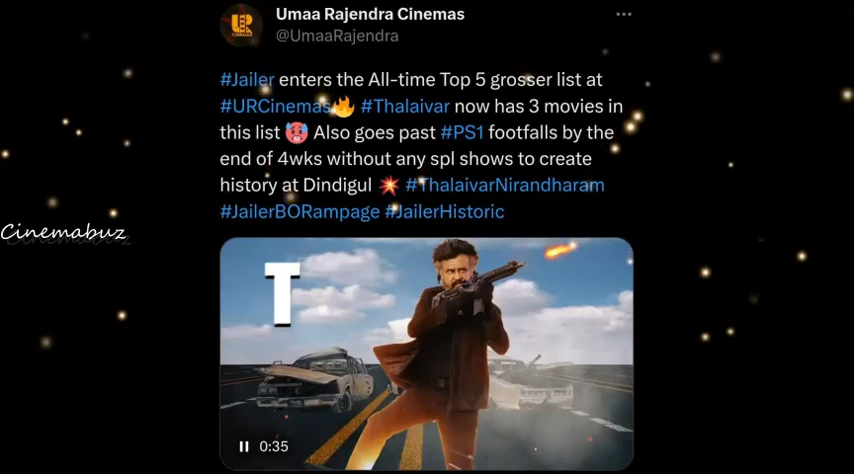 Umaa Rajendra Cinemas
@UmaaRajendra
#Jailer enters the All-time Top 5 grosser list at
#URCinemas🔥 #Thalaivar now has 3 movies in
this list 🥵 Also goes past #PS1 footfalls by the
end of 4wks without any spl shows to create
history at Dindigul 💥 #ThalaivarNirandharam
#JailerBORampage #JailerHistoric
Cinemabuz
T
0:35